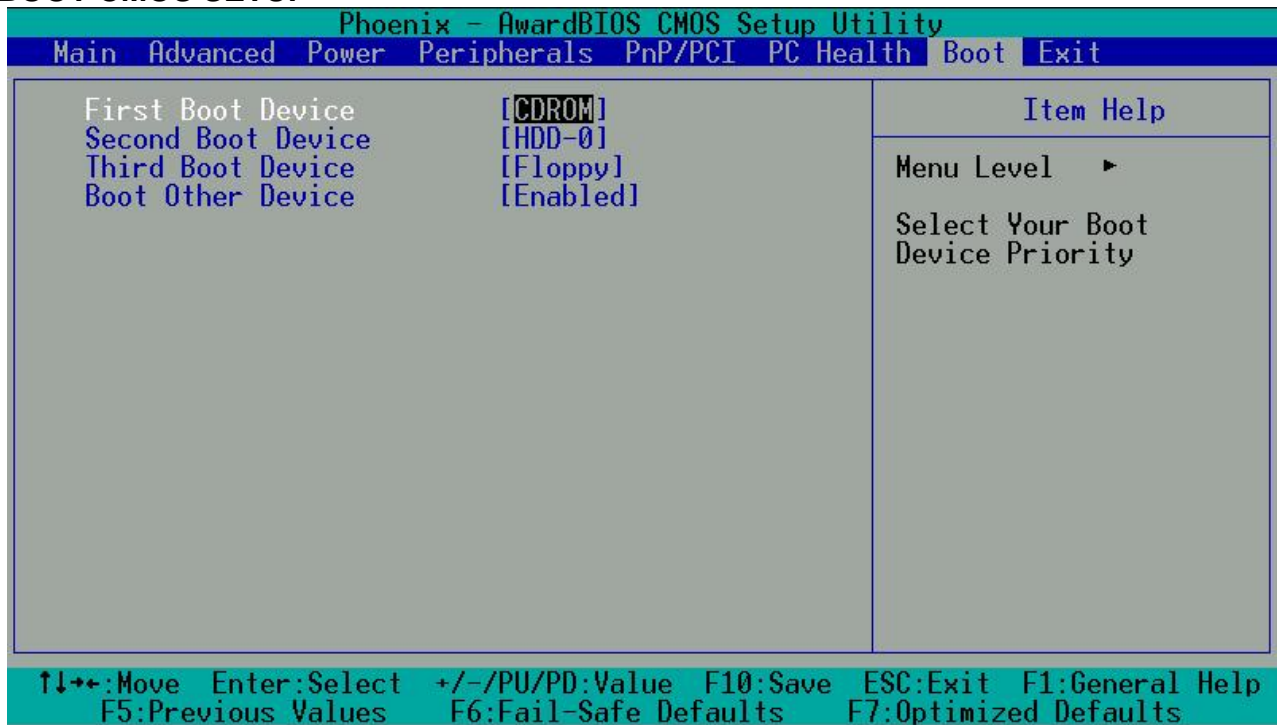 BOOT CMOS SETUP
Phoenix - AwardBIOS CMOS Setup Utility
Main Advanced Power Peripherals PnP/PCI PC Health Boot Exit
First Boot Device [CDROM]
Second Boot Device [HDD-0]
Third Boot Device [Floppy]
Boot Other Device [Enabled]
Item Help
Menu Level ►
Select Your Boot
Device Priority
↑↓→←:Move Enter:Select +/-/PU/PD:Value F10:Save ESC:Exit F1:General Help
F5:Previous Values F6:Fail-Safe Defaults F7:Optimized Defaults